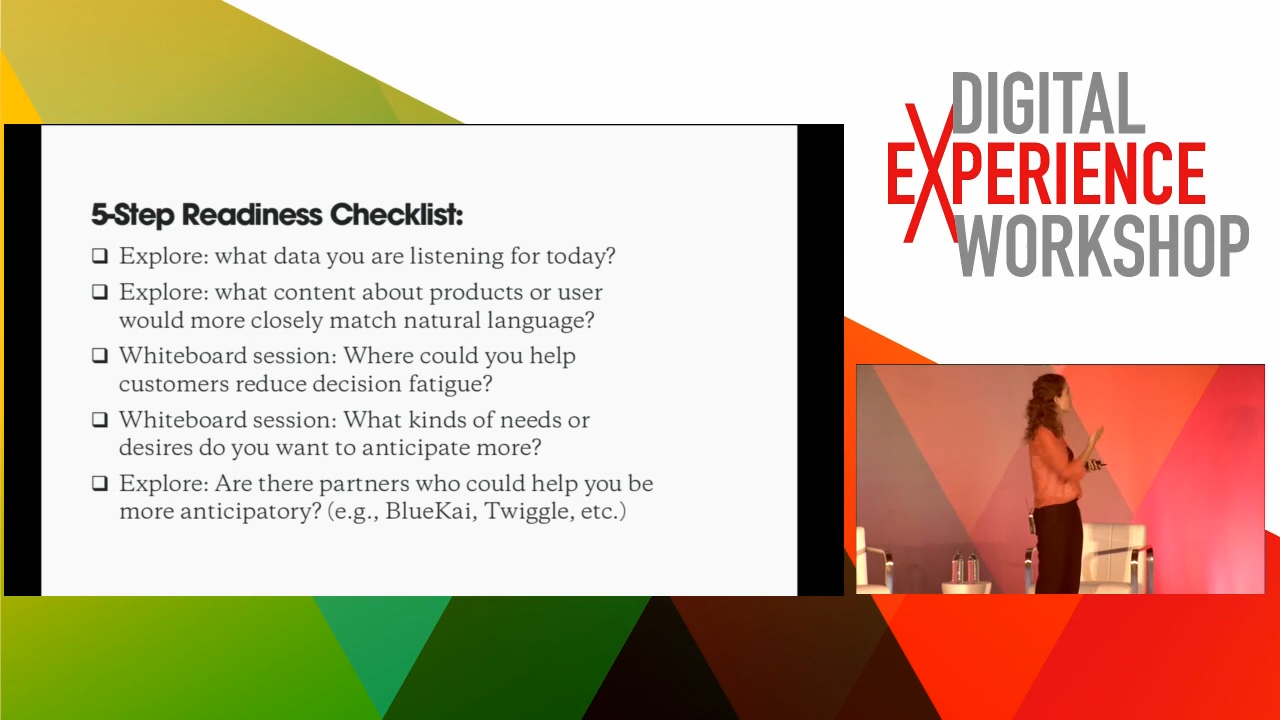 5-Step Readiness Checklist:
Explore: what data you are listening for today?
Explore: what content about products or user
would more closely match natural language?
Whiteboard session: Where could you help
customers reduce decision fatigue?
Whiteboard session: What kinds of needs or
desires do you want to anticipate more?
Explore: Are there partners who could help you be
more anticipatory? (e.g., BlueKai, Twiggle, etc.)
DIGITAL
EXPERIENCE
WORKSHOP